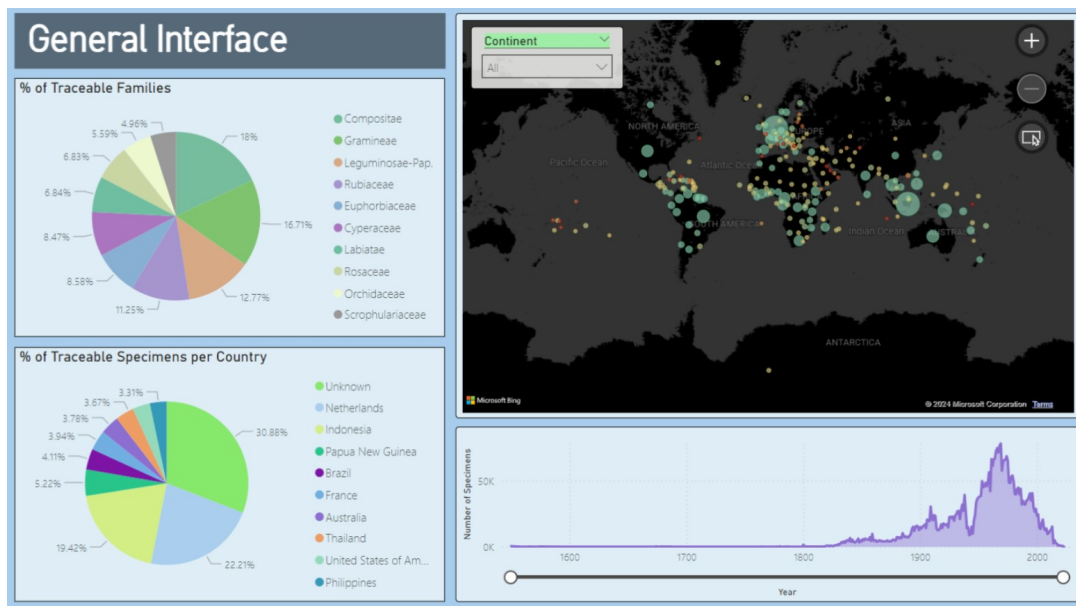 General Interface
% of Traceable Families
4.96%
5.59%
6.83%
6.84%
8.47%
8.58%
11.25%
12.77%
16.71%
18%
Compositae
Gramineae
Leguminosae-Pap.
Rubiaceae
Euphorbiaceae
Cyperaceae
Labiatae
Rosaceae
Orchidaceae
Scrophulariaceae
% of Traceable Specimens per Country
3.31%
3.67%
3.78%
3.94%
4.11%
5.22%
19.42%
22.21%
30.88%
Unknown
Netherlands
Indonesia
Papua New Guinea
Brazil
France
Australia
Thailand
United States of Am...
Philippines
Continent
All
NORTH AMERICA
ASIA
Pacific Ocean
Atlantic Ocean
SOUTH AMERICA
Indian Ocean
ANTARCTICA
Microsoft Bing
© 2024 Microsoft Corporation Terms
Number of Specimens
50K
0K
1600
1700
1800
1900
2000
Year